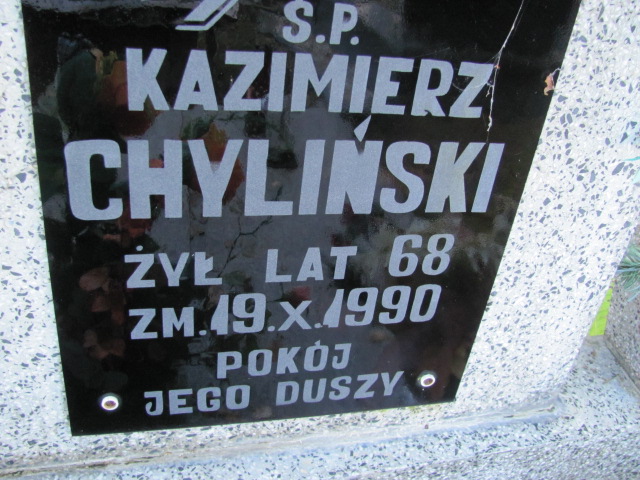 Ś.P.
KAZIMIERZ
CHYLIŃSKI
ŻYŁ LAT 68
ZM.19.X.1990
POKÓJ
JEGO DUSZY